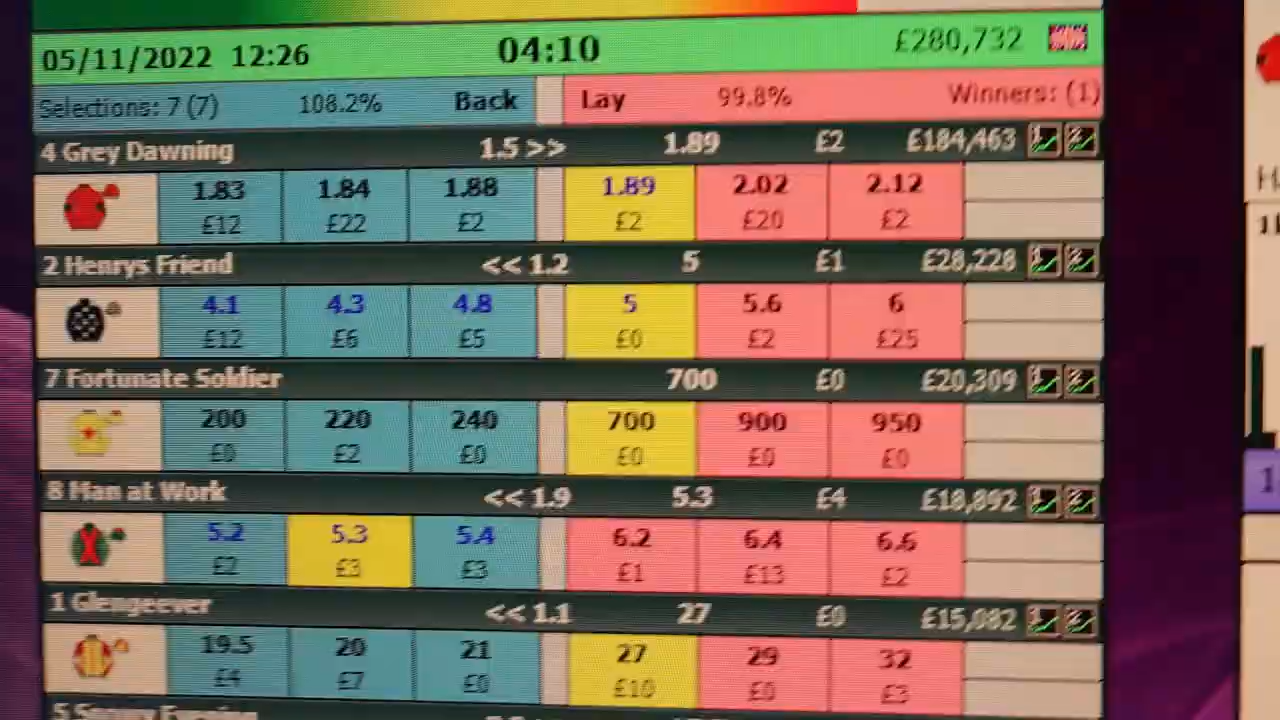 05/11/2022 12:26 04:10 £280,732
Selections: 7 (7) 108.2% Back Lay 99.8% Winners: (1)
4 Grey Dawning 1.5 >> 1.89 £2 £184,463
1.83 1.84 1.88 1.89 2.02 2.12
£12 £22 £2 £2 £20 £2
2 Henrys Friend << 1.2 5 £1 £28,228
4.1 4.3 4.8 5 5.6 6
£12 £6 £5 £0 £2 £25
7 Fortunate Soldier 700 £0 £20,309
200 220 240 700 900 950
£0 £2 £0 £0 £0 £0
8 Man at Work << 1.9 5.3 £4 £18,892
5.2 5.3 5.4 6.2 6.4 6.6
£2 £3 £3 £1 £13 £2
1 Glengeever << 1.1 27 £0 £15,082
19.5 20 21 27 29 32
£4 £7 £0 £10 £0 £3